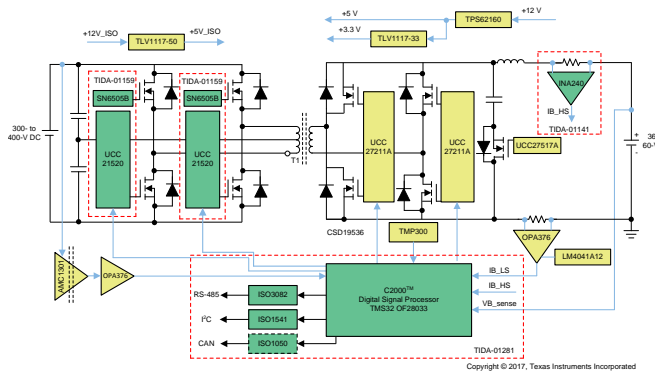 +12V_ISO
TLV1117-50
+5V_ISO
+5 V
TPS62160
+12 V
+3.3 V
TLV1117-33
TIDA-01159
TIDA-01159
SN6505B
SN6505B
INA240
IB_HS
TIDA-01141
300- to
400-V DC
UCC
21520
UCC
21520
T1
UCC
27211A
UCC
27211A
UCC27517A
+
-
60-V
CSD19536
TMP300
OPA376
LM4041A12
AMC1301
OPA376
C2000™
Digital Signal Processor
TMS32 OF28033
IB_LS
IB_HS
VB_sense
RS-485
ISO3082
I²C
ISO1541
CAN
ISO1050
TIDA-01281
Copyright © 2017, Texas Instruments Incorporated